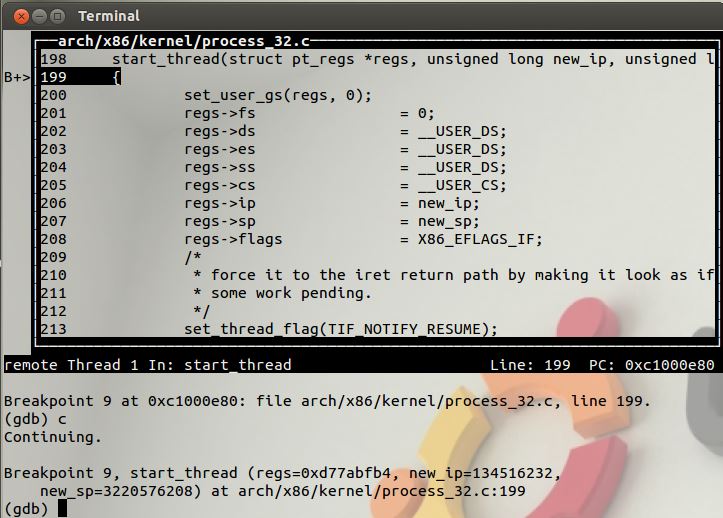 Terminal
arch/x86/kernel/process_32.c
198 start_thread(struct pt_regs *regs, unsigned long new_ip, unsigned l
B+> 199 {
200 set_user_gs(regs, 0);
201 regs->fs = 0;
202 regs->ds = __USER_DS;
203 regs->es = __USER_DS;
204 regs->ss = __USER_DS;
205 regs->cs = __USER_CS;
206 regs->ip = new_ip;
207 regs->sp = new_sp;
208 regs->flags = X86_EFLAGS_IF;
209 /*
210 * force it to the iret return path by making it look as if
211 * some work pending.
212 */
213 set_thread_flag(TIF_NOTIFY_RESUME);
remote Thread 1 In: start_thread Line: 199 PC: 0xc1000e80
Breakpoint 9 at 0xc1000e80: file arch/x86/kernel/process_32.c, line 199.
(gdb) c
Continuing.
Breakpoint 9, start_thread (regs=0xd77abfb4, new_ip=134516232,
new_sp=3220576208) at arch/x86/kernel/process_32.c:199
(gdb)